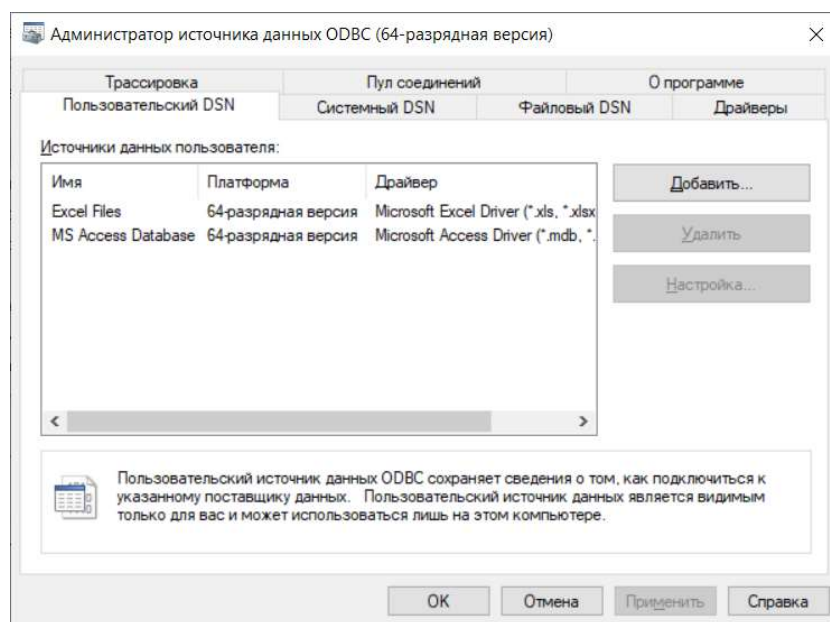 Администратор источника данных ODBC (64-разрядная версия)
Трассировка Пул соединений О программе
Пользовательский DSN Системный DSN Файловый DSN Драйверы
Источники данных пользователя:
Имя Платформа Драйвер
Excel Files 64-разрядная версия Microsoft Excel Driver (*.xls, *.xlsx
MS Access Database 64-разрядная версия Microsoft Access Driver (*.mdb, *.
Добавить...
Удалить
Настройка...
Пользовательский источник данных ODBC сохраняет сведения о том, как подключиться к
указанному поставщику данных. Пользовательский источник данных является видимым
только для вас и может использоваться лишь на этом компьютере.
OK Отмена Применить Справка